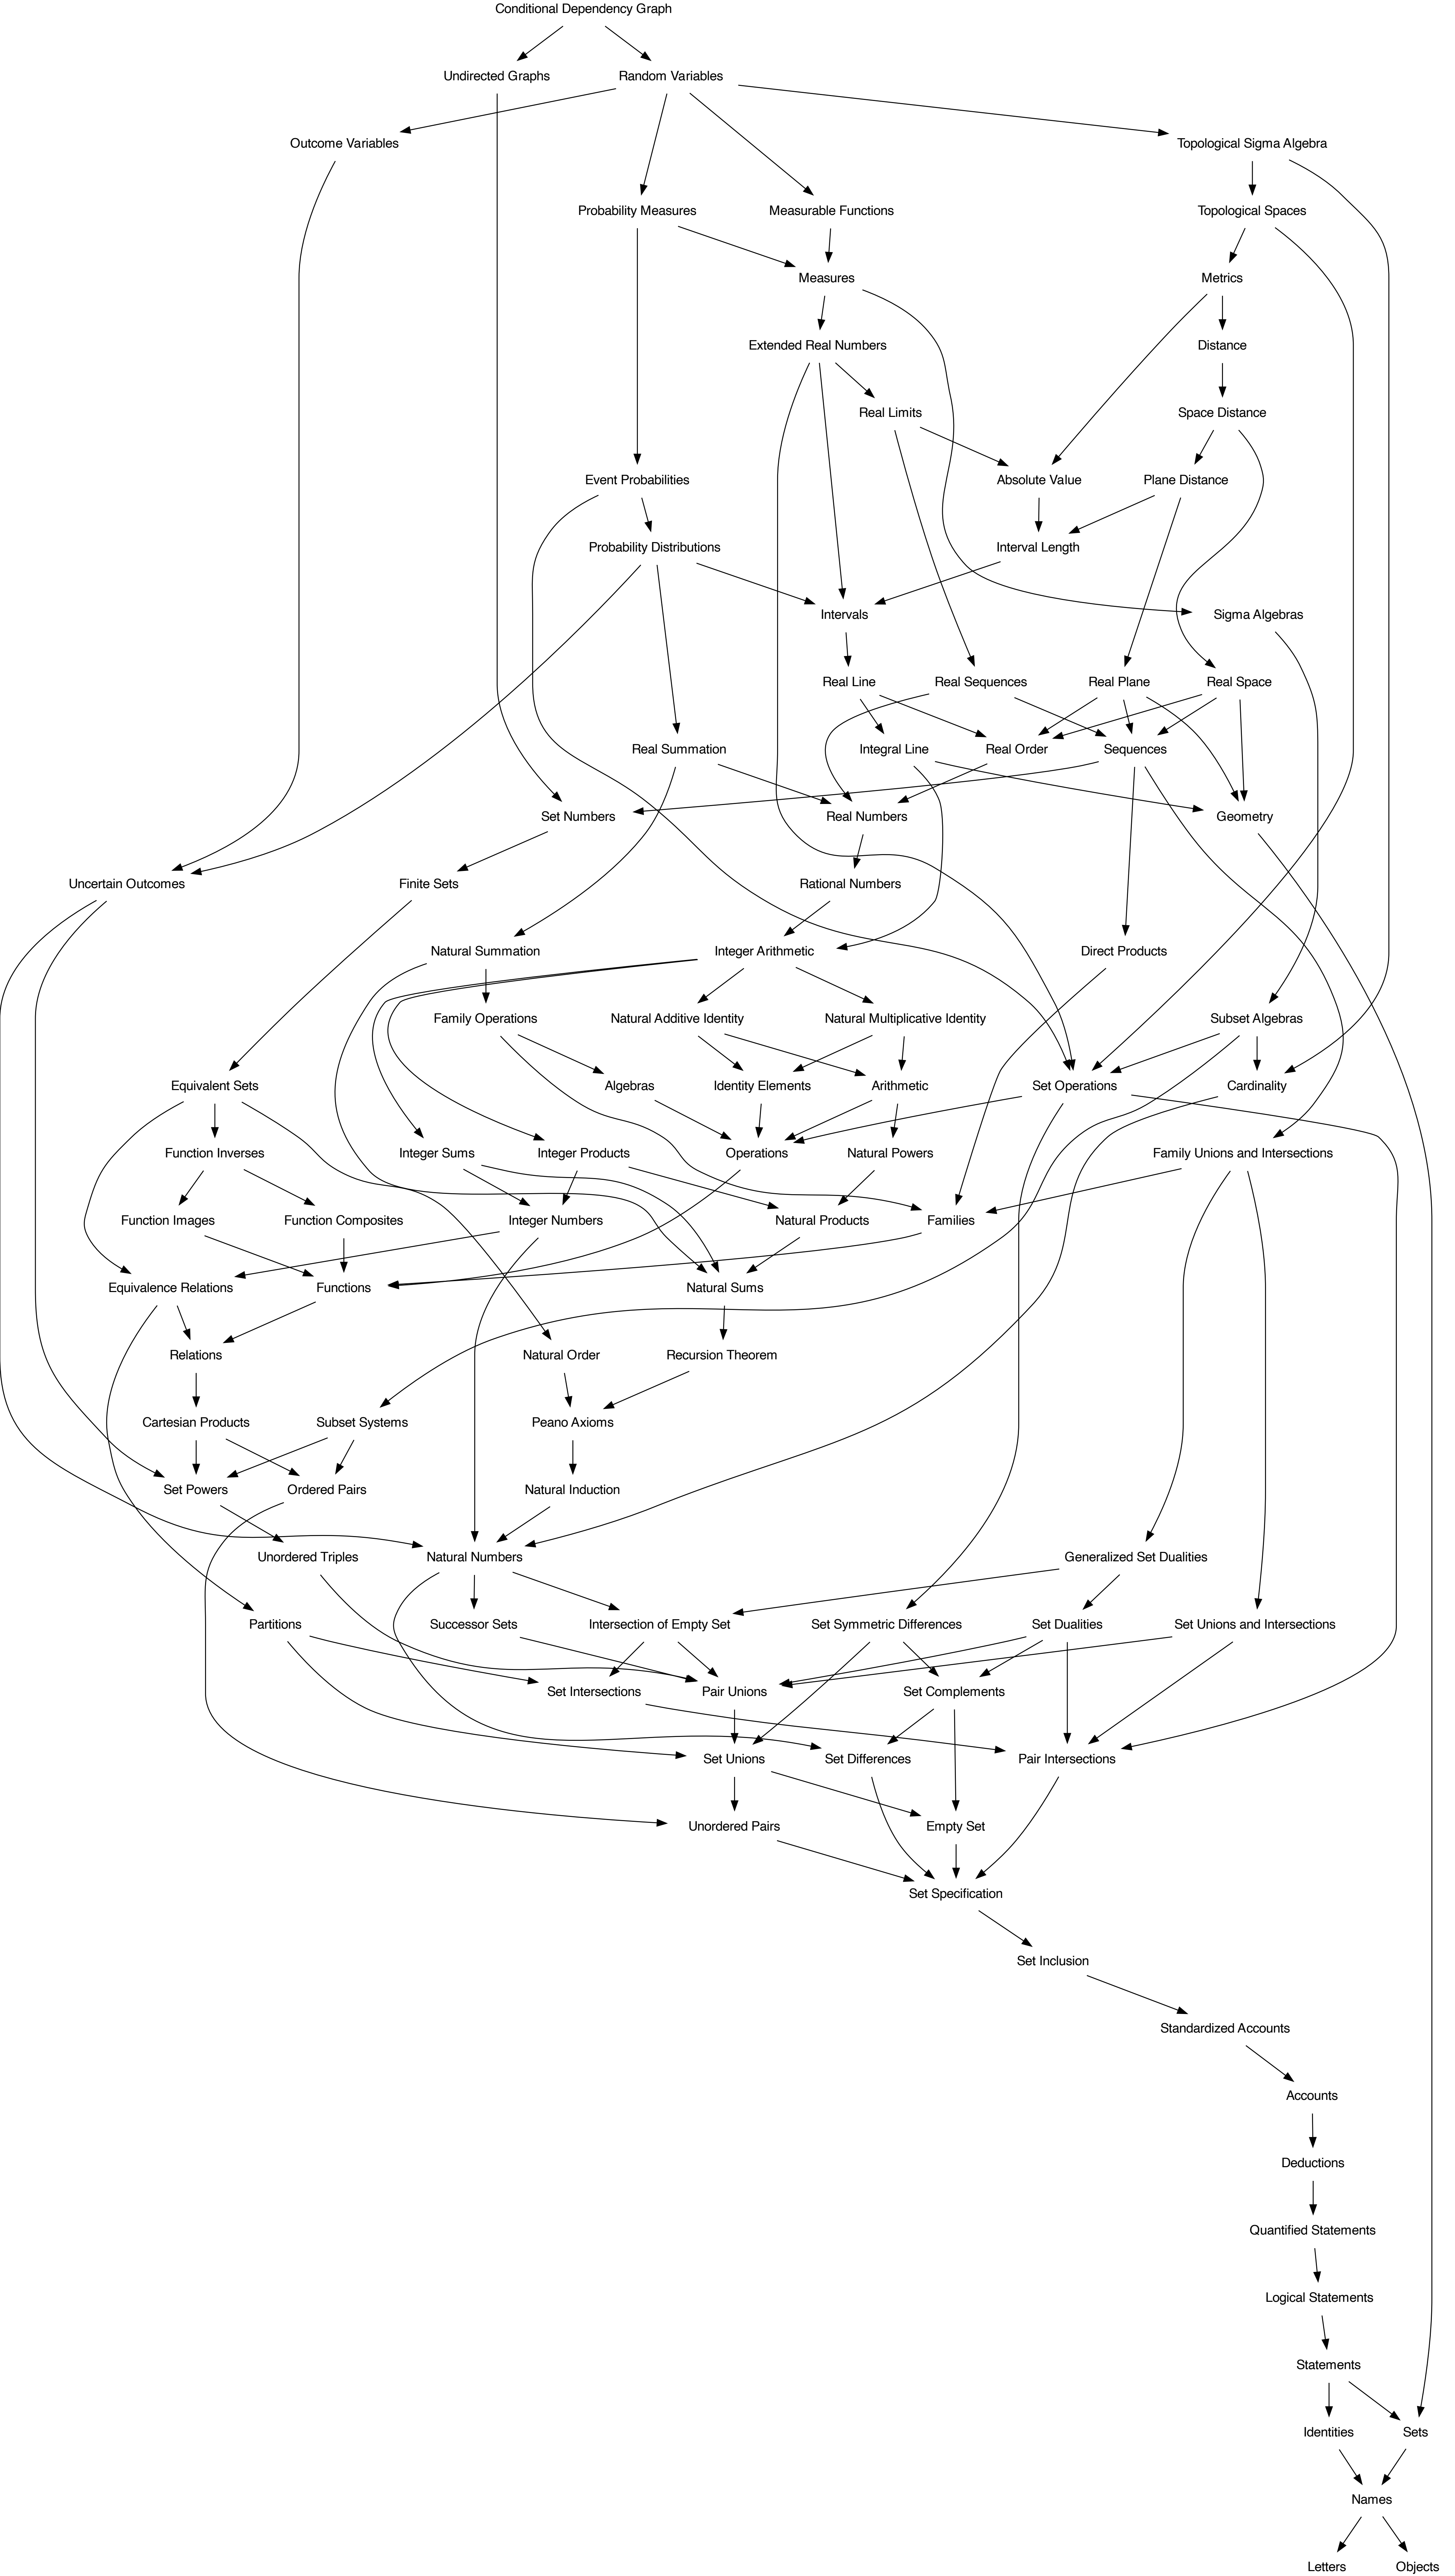 Conditional Dependency Graph
Undirected Graphs
Random Variables
Outcome Variables
Topological Sigma Algebra
Probability Measures
Measurable Functions
Topological Spaces
Measures
Metrics
Extended Real Numbers
Distance
Real Limits
Space Distance
Event Probabilities
Absolute Value
Plane Distance
Probability Distributions
Interval Length
Intervals
Sigma Algebras
Real Line
Real Sequences
Real Plane
Real Space
Real Summation
Integral Line
Real Order
Sequences
Set Numbers
Real Numbers
Geometry
Uncertain Outcomes
Finite Sets
Rational Numbers
Natural Summation
Integer Arithmetic
Direct Products
Family Operations
Natural Additive Identity
Natural Multiplicative Identity
Subset Algebras
Equivalent Sets
Algebras
Identity Elements
Arithmetic
Set Operations
Cardinality
Function Inverses
Integer Sums
Integer Products
Operations
Natural Powers
Family Unions and Intersections
Function Images
Function Composites
Integer Numbers
Natural Products
Families
Equivalence Relations
Functions
Natural Sums
Relations
Natural Order
Recursion Theorem
Cartesian Products
Subset Systems
Peano Axioms
Set Powers
Ordered Pairs
Natural Induction
Unordered Triples
Natural Numbers
Generalized Set Dualities
Partitions
Successor Sets
Intersection of Empty Set
Set Symmetric Differences
Set Dualities
Set Unions and Intersections
Set Intersections
Pair Unions
Set Complements
Set Unions
Set Differences
Pair Intersections
Unordered Pairs
Empty Set
Set Specification
Set Inclusion
Standardized Accounts
Accounts
Deductions
Quantified Statements
Logical Statements
Statements
Identities
Sets
Names
Letters
Objects